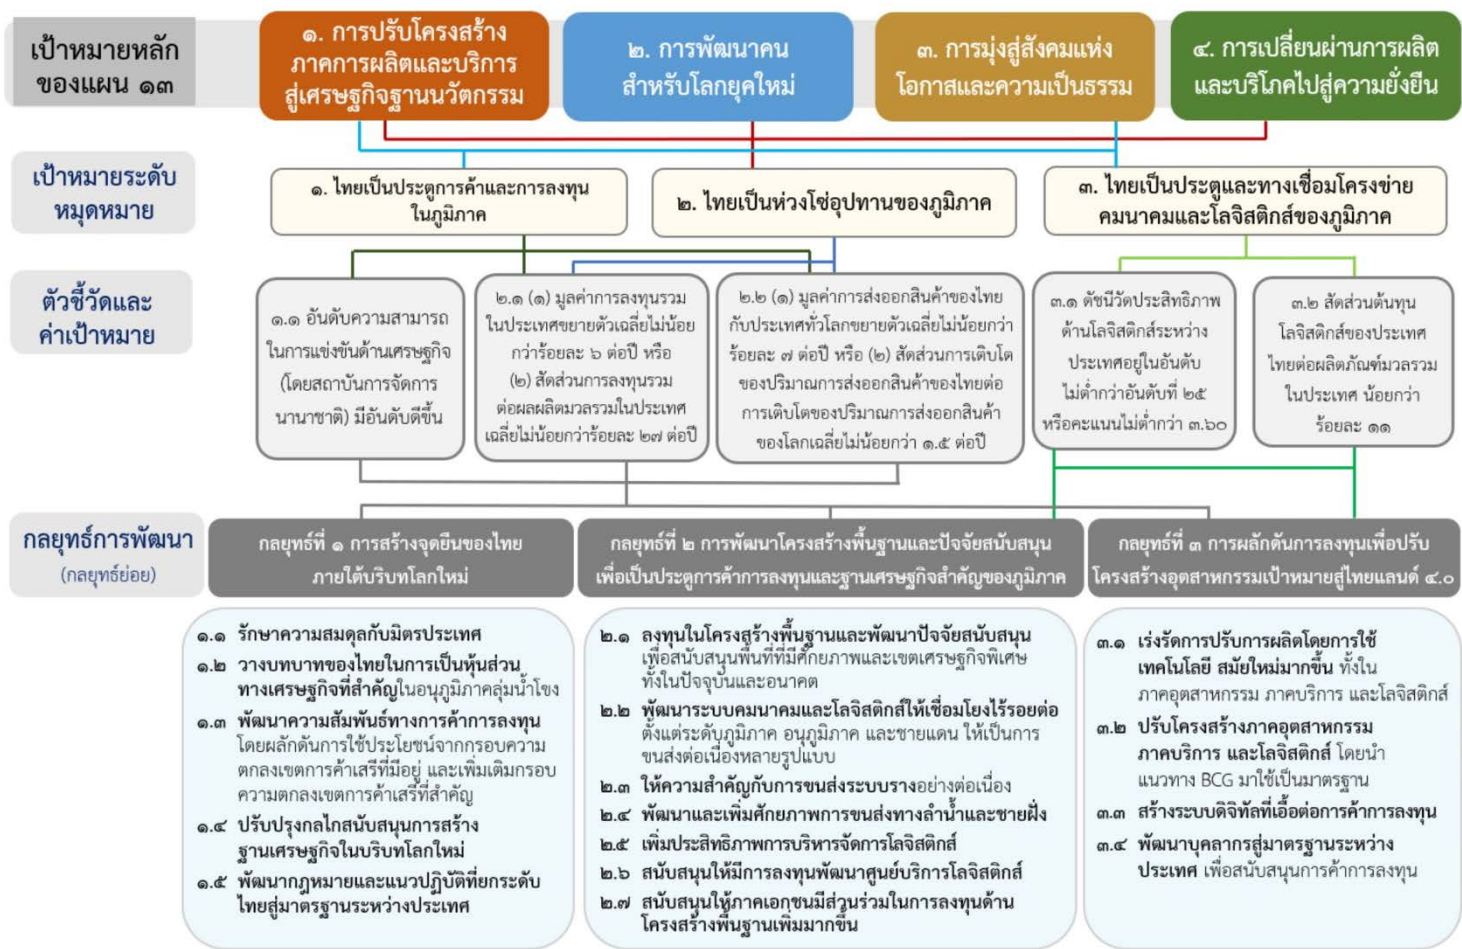 เป้าหมายหลัก
ของแผน ๑๓
๑. การปรับโครงสร้าง
ภาคการผลิตและบริการ
สู่เศรษฐกิจฐานนวัตกรรม
๒. การพัฒนาคน
สำหรับโลกยุคใหม่
๓. การมุ่งสู่สังคมแห่ง
โอกาสและความเป็นธรรม
๔. การเปลี่ยนผ่านการผลิต
และบริโภคไปสู่ความยั่งยืน
เป้าหมายระดับ
หมุดหมาย
๑. ไทยเป็นประตูการค้าและการลงทุน
ในภูมิภาค
๒. ไทยเป็นห่วงโซ่อุปทานของภูมิภาค
๓. ไทยเป็นประตูและทางเชื่อมโครงข่าย
คมนาคมและโลจิสติกส์ของภูมิภาค
ตัวชี้วัดและ
ค่าเป้าหมาย
๑.๑ อันดับความสามารถ
ในการแข่งขันด้านเศรษฐกิจ
(โดยสถาบันการจัดการ
นานาชาติ) มีอันดับดีขึ้น
๒.๑ (๑) มูลค่าการลงทุนรวม
ในประเทศขยายตัวเฉลี่ยไม่น้อย
กว่าร้อยละ ๖ ต่อปี หรือ
(๒) สัดส่วนการลงทุนรวม
ต่อผลผลิตมวลรวมในประเทศ
เฉลี่ยไม่น้อยกว่าร้อยละ ๒๗ ต่อปี
๒.๒ (๑) มูลค่าการส่งออกสินค้าของไทย
กับประเทศทั่วโลกขยายตัวเฉลี่ยไม่น้อยกว่า
ร้อยละ ๗ ต่อปี หรือ (๒) สัดส่วนการเติบโต
ของปริมาณการส่งออกสินค้าของไทยต่อ
การเติบโตของปริมาณการส่งออกสินค้า
ของโลกเฉลี่ยไม่น้อยกว่า ๑.๕ ต่อปี
๓.๑ ดัชนีวัดประสิทธิภาพ
ด้านโลจิสติกส์ระหว่าง
ประเทศอยู่ในอันดับ
ไม่ต่ำกว่าอันดับที่ ๒๕
หรือคะแนนไม่ต่ำกว่า ๓.๖๐
๓.๒ สัดส่วนต้นทุน
โลจิสติกส์ของประเทศ
ไทยต่อผลิตภัณฑ์มวลรวม
ในประเทศ น้อยกว่า
ร้อยละ ๑๑
กลยุทธ์การพัฒนา
(กลยุทธ์ย่อย)
กลยุทธ์ที่ ๑ การสร้างจุดยืนของไทย
ภายใต้บริบทโลกใหม่
๑.๑ รักษาความสมดุลกับมิตรประเทศ
๑.๒ วางบทบาทของไทยในการเป็นหุ้นส่วน
ทางเศรษฐกิจที่สำคัญในอนุภูมิภาคลุ่มน้ำโขง
๑.๓ พัฒนาความสัมพันธ์ทางการค้าการลงทุน
โดยผลักดันการใช้ประโยชน์จากกรอบความ
ตกลงเขตการค้าเสรีที่มีอยู่ และเพิ่มเติมกรอบ
ความตกลงเขตการค้าเสรีที่สำคัญ
๑.๔ ปรับปรุงกลไกสนับสนุนการสร้าง
ฐานเศรษฐกิจในบริบทโลกใหม่
๑.๕ พัฒนากฎหมายและแนวปฏิบัติที่ยกระดับ
ไทยสู่มาตรฐานระหว่างประเทศ
กลยุทธ์ที่ ๒ การพัฒนาโครงสร้างพื้นฐานและปัจจัยสนับสนุน
เพื่อเป็นประตูการค้าการลงทุนและฐานเศรษฐกิจสำคัญของภูมิภาค
๒.๑ ลงทุนในโครงสร้างพื้นฐานและพัฒนาปัจจัยสนับสนุน
เพื่อสนับสนุนพื้นที่ที่มีศักยภาพและเขตเศรษฐกิจพิเศษ
ทั้งในปัจจุบันและอนาคต
๒.๒ พัฒนาระบบคมนาคมและโลจิสติกส์ให้เชื่อมโยงไร้รอยต่อ
ตั้งแต่ระดับภูมิภาค อนุภูมิภาค และชายแดน ให้เป็นการ
ขนส่งต่อเนื่องหลายรูปแบบ
๒.๓ ให้ความสำคัญกับการขนส่งระบบรางอย่างต่อเนื่อง
๒.๔ พัฒนาและเพิ่มศักยภาพการขนส่งทางลำน้ำและชายฝั่ง
๒.๕ เพิ่มประสิทธิภาพการบริหารจัดการโลจิสติกส์
๒.๖ สนับสนุนให้มีการลงทุนพัฒนาศูนย์บริการโลจิสติกส์
๒.๗ สนับสนุนให้ภาคเอกชนมีส่วนร่วมในการลงทุนด้าน
โครงสร้างพื้นฐานเพิ่มมากขึ้น
กลยุทธ์ที่ ๓ การผลักดันการลงทุนเพื่อปรับ
โครงสร้างอุตสาหกรรมเป้าหมายสู่ไทยแลนด์ ๔.๐
๓.๑ เร่งรัดการปรับการผลิตโดยการใช้
เทคโนโลยี สมัยใหม่มากขึ้น ทั้งใน
ภาคอุตสาหกรรม ภาคบริการ และโลจิสติกส์
๓.๒ ปรับโครงสร้างภาคอุตสาหกรรม
ภาคบริการ และโลจิสติกส์ โดยนำ
แนวทาง BCG มาใช้เป็นมาตรฐาน
๓.๓ สร้างระบบดิจิทัลที่เอื้อต่อการค้าการลงทุน
๓.๔ พัฒนาบุคลากรสู่มาตรฐานระหว่าง
ประเทศ เพื่อสนับสนุนการค้าการลงทุน